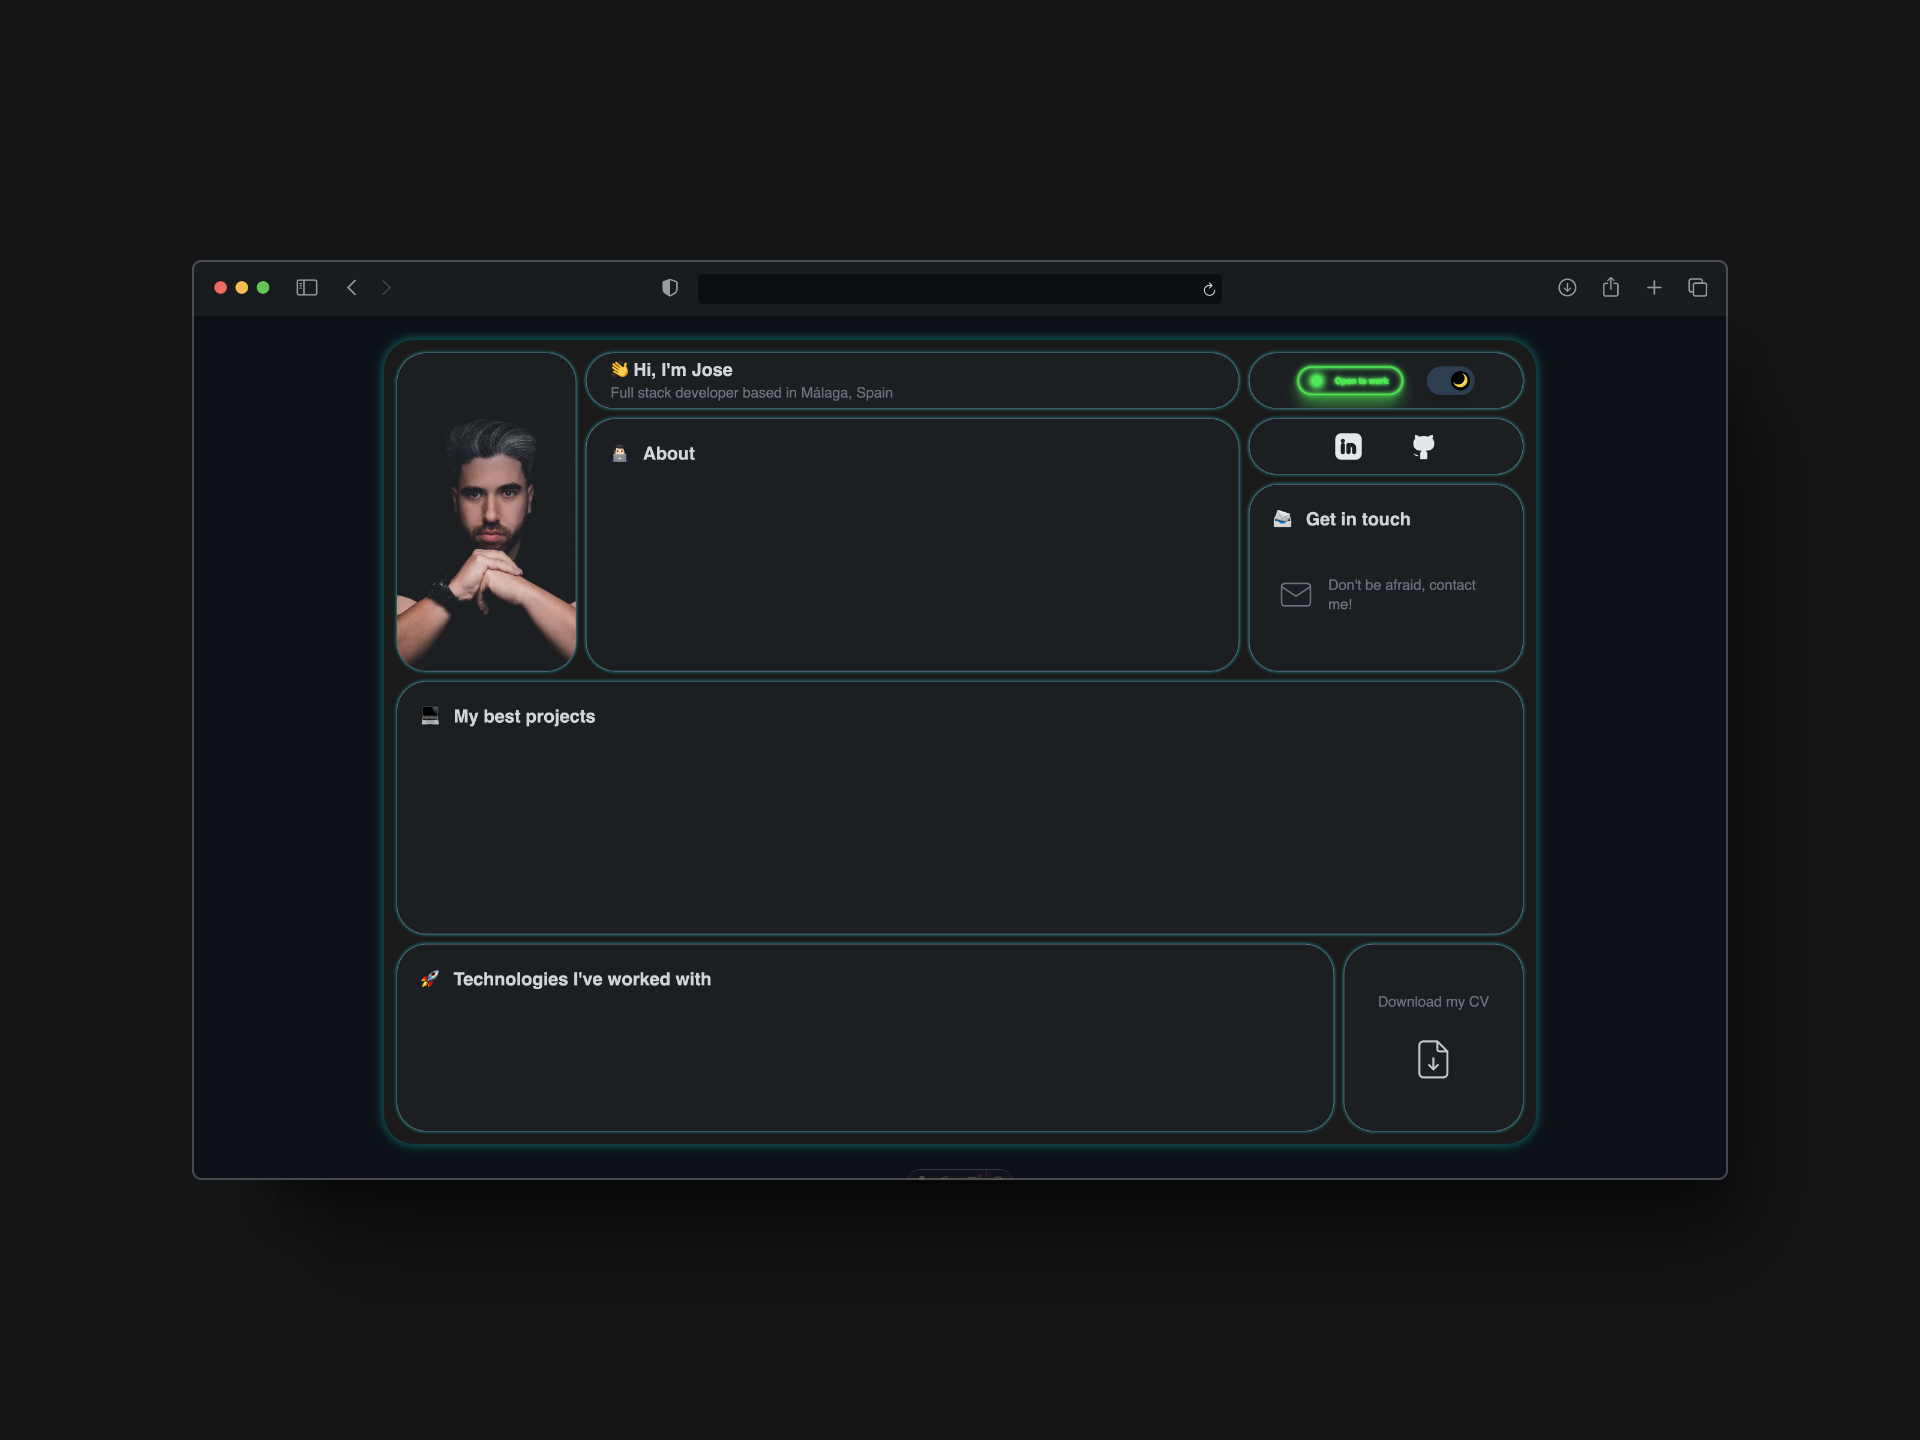 👋 Hi, I'm Jose
Full stack developer based in Málaga, Spain
Open to work
in
About
Get in touch
Don't be afraid, contact
me!
My best projects
Technologies I've worked with
Download my CV